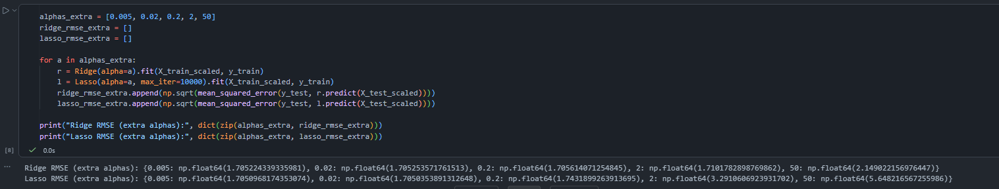 alphas_extra = [0.005, 0.02, 0.2, 2, 50]
ridge_rmse_extra = []
lasso_rmse_extra = []
for a in alphas_extra:
    r = Ridge(alpha=a).fit(X_train_scaled, y_train)
    l = Lasso(alpha=a, max_iter=10000).fit(X_train_scaled, y_train)
    ridge_rmse_extra.append(np.sqrt(mean_squared_error(y_test, r.predict(X_test_scaled))))
    lasso_rmse_extra.append(np.sqrt(mean_squared_error(y_test, l.predict(X_test_scaled))))
print("Ridge RMSE (extra alphas):", dict(zip(alphas_extra, ridge_rmse_extra)))
print("Lasso RMSE (extra alphas):", dict(zip(alphas_extra, lasso_rmse_extra)))
[8] 0.0s
Ridge RMSE (extra alphas): {0.005: np.float64(1.705224339335981), 0.02: np.float64(1.705253571761513), 0.2: np.float64(1.705614071254845), 2: np.float64(1.7101782898769862), 50: np.float64(2.149022156976447)}
Lasso RMSE (extra alphas): {0.005: np.float64(1.7050968174353074), 0.02: np.float64(1.7050353891312648), 0.2: np.float64(1.7431899263913695), 2: np.float64(3.2910606923931702), 50: np.float64(5.648216567255986)}